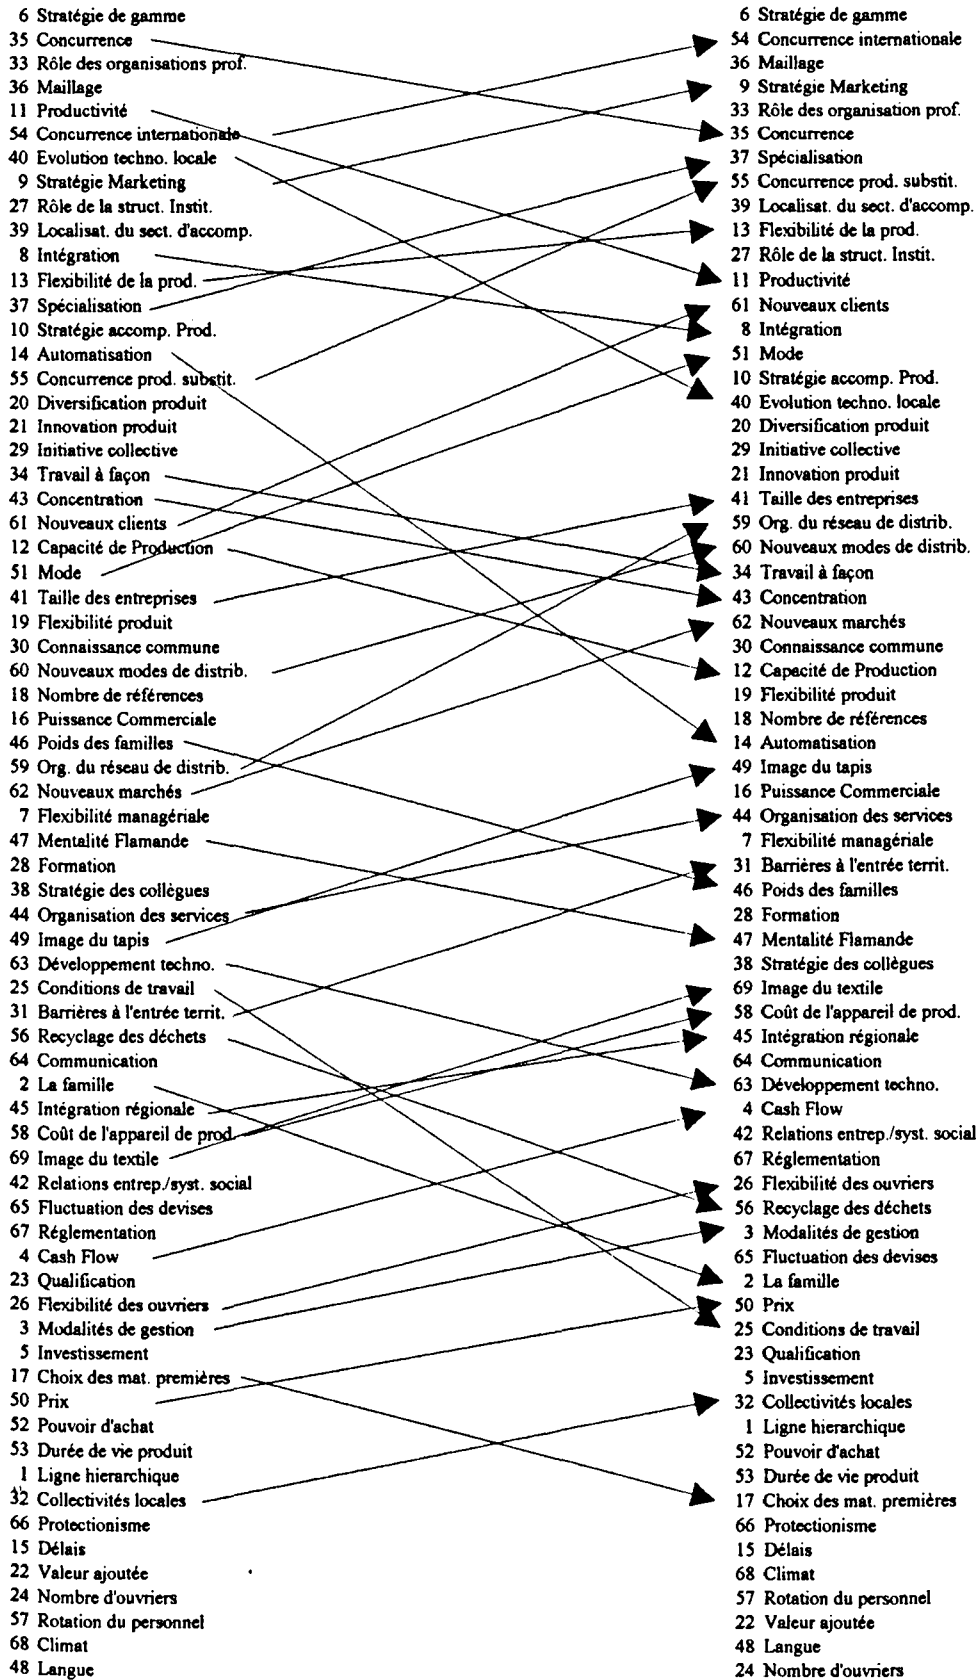 6 Stratégie de gamme
35 Concurrence
33 Rôle des organisations prof.
36 Maillage
11 Productivité
54 Concurrence internationale
40 Evolution techno. locale
9 Stratégie Marketing
27 Rôle de la struct. Instit.
39 Localisat. du sect. d'accomp.
8 Intégration
13 Flexibilité de la prod.
37 Spécialisation
10 Stratégie accomp. Prod.
14 Automatisation
55 Concurrence prod. substit.
20 Diversification produit
21 Innovation produit
29 Initiative collective
34 Travail à façon
43 Concentration
61 Nouveaux clients
12 Capacité de Production
51 Mode
41 Taille des entreprises
19 Flexibilité produit
30 Connaissance commune
60 Nouveaux modes de distrib.
18 Nombre de références
16 Puissance Commerciale
46 Poids des familles
59 Org. du réseau de distrib.
62 Nouveaux marchés
7 Flexibilité managériale
47 Mentalité Flamande
28 Formation
38 Stratégie des collègues
44 Organisation des services
49 Image du tapis
63 Développement techno.
25 Conditions de travail
31 Barrières à l'entrée territ.
56 Recyclage des déchets
64 Communication
2 La famille
45 Intégration régionale
58 Coût de l'appareil de prod.
69 Image du textile
42 Relations entrep./syst. social
65 Fluctuation des devises
67 Réglementation
4 Cash Flow
23 Qualification
26 Flexibilité des ouvriers
3 Modalités de gestion
5 Investissement
17 Choix des mat. premières
50 Prix
52 Pouvoir d'achat
53 Durée de vie produit
1 Ligne hierarchique
32 Collectivités locales
66 Protectionisme
15 Délais
22 Valeur ajoutée
24 Nombre d'ouvriers
57 Rotation du personnel
68 Climat
48 Langue
6 Stratégie de gamme
54 Concurrence internationale
36 Maillage
9 Stratégie Marketing
33 Rôle des organisation prof.
35 Concurrence
37 Spécialisation
55 Concurrence prod. substit.
39 Localisat. du sect. d'accomp.
13 Flexibilité de la prod.
27 Rôle de la struct. Instit.
11 Productivité
61 Nouveaux clients
8 Intégration
51 Mode
10 Stratégie accomp. Prod.
40 Evolution techno. locale
20 Diversification produit
29 Initiative collective
21 Innovation produit
41 Taille des entreprises
59 Org. du réseau de distrib.
60 Nouveaux modes de distrib.
34 Travail à façon
43 Concentration
62 Nouveaux marchés
30 Connaissance commune
12 Capacité de Production
19 Flexibilité produit
18 Nombre de références
14 Automatisation
49 Image du tapis
16 Puissance Commerciale
44 Organisation des services
7 Flexibilité managériale
31 Barrières à l'entrée territ.
46 Poids des familles
28 Formation
47 Mentalité Flamande
38 Stratégie des collègues
69 Image du textile
58 Coût de l'appareil de prod.
45 Intégration régionale
64 Communication
63 Développement techno.
4 Cash Flow
42 Relations entrep./syst. social
67 Réglementation
26 Flexibilité des ouvriers
56 Recyclage des déchets
3 Modalités de gestion
65 Fluctuation des devises
2 La famille
50 Prix
25 Conditions de travail
23 Qualification
5 Investissement
32 Collectivités locales
1 Ligne hierarchique
52 Pouvoir d'achat
53 Durée de vie produit
17 Choix des mat. premières
66 Protectionisme
15 Délais
68 Climat
57 Rotation du personnel
22 Valeur ajoutée
48 Langue
24 Nombre d'ouvriers